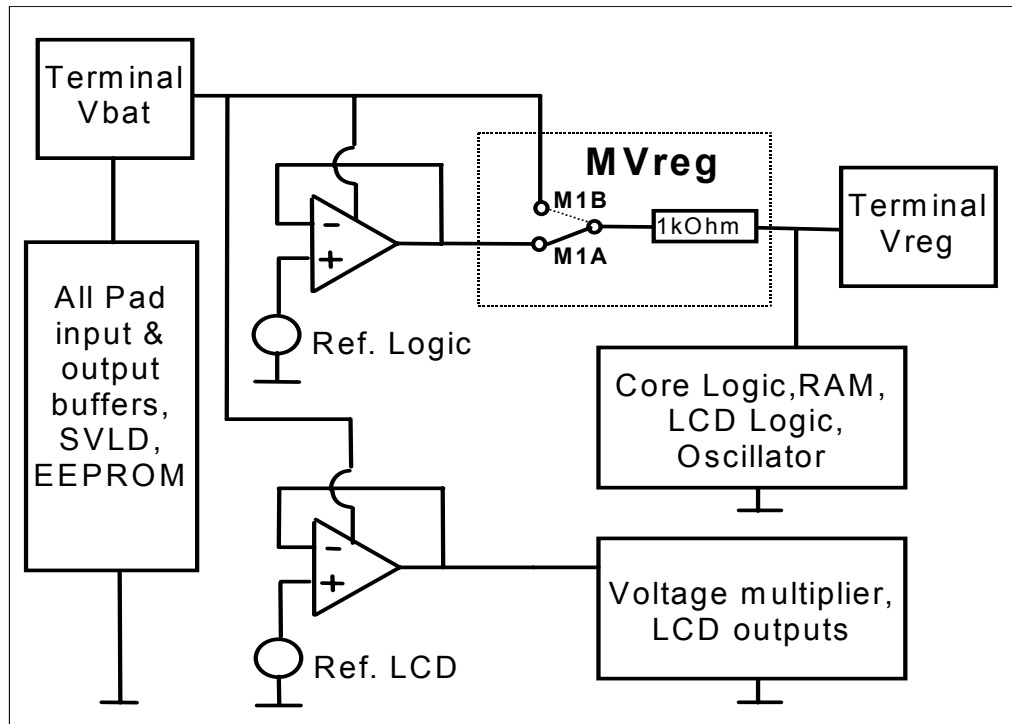 Terminal
Vbat
MVreg
M1B
M1A
1kOhm
Terminal
Vreg
-
+
Ref. Logic
All Pad
input &
output
buffers,
SVLD,
EEPROM
Core Logic,RAM,
LCD Logic,
Oscillator
-
+
Ref. LCD
Voltage multiplier,
LCD outputs